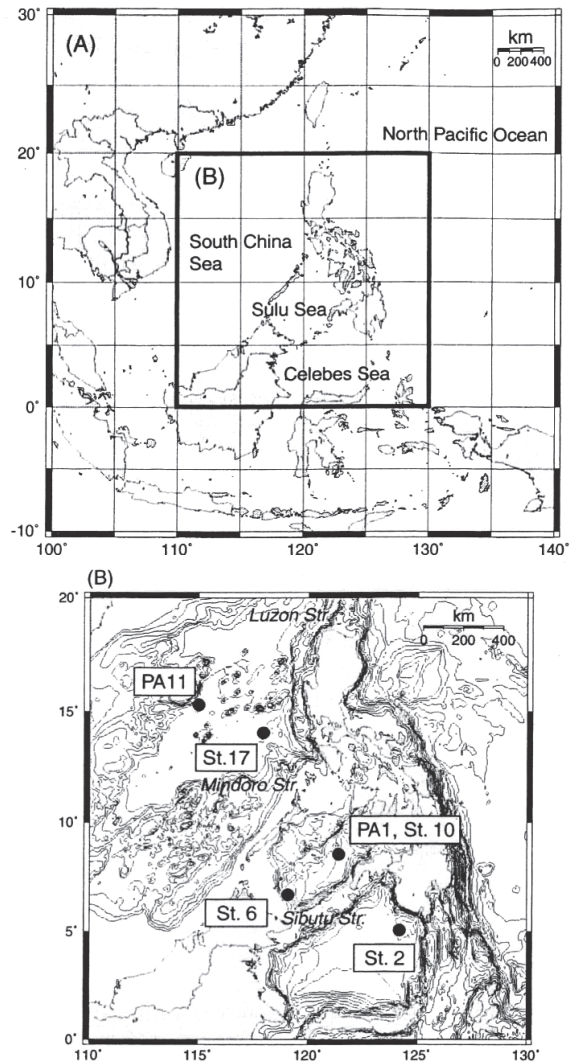 30°
(A)
km
0 200 400
North Pacific Ocean
20°
(B)
South China
Sea
10°
Sulu Sea
Celebes Sea
0°
-10°
100° 110° 120° 130° 140°
(B)
20°
Luzon Str.
km
0 200 400
PA11
15°
St.17
Mindoro Str.
10°
PA1, St. 10
St. 6
Sibutu Str.
5°
St. 2
0°
110° 115° 120° 125° 130°